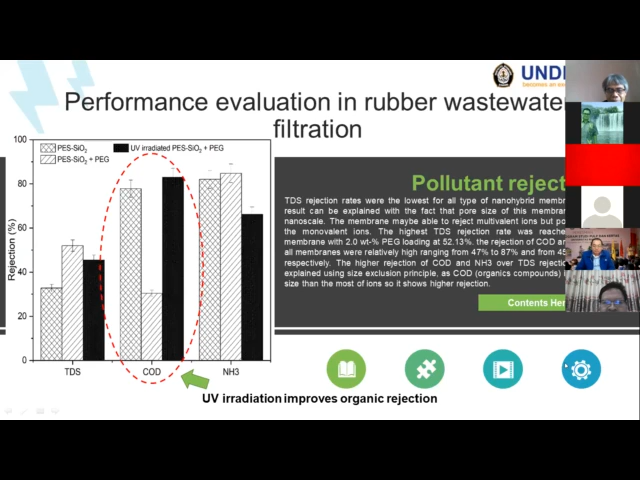 UNDI
becomes an ex
Performance evaluation in rubber wastewate
filtration
100
80
60
40
20
0
Rejection (%)
PES-SiO2
UV irradiated PES-SiO2 + PEG
PES-SiO2 + PEG
TDS
COD
NH3
UV irradiation improves organic rejection
Pollutant reject
TDS rejection rates were the lowest for all type of nanohybrid membr
result can be explained with the fact that pore size of this membran
nanoscale. The membrane maybe able to reject multivalent ions but po
the monovalent ions. The highest TDS rejection rate was reache
membrane with 2.0 wt-% PEG loading at 52.13%. the rejection of COD an
all membranes were relatively high ranging from 47% to 87% and from 45
respectively. The higher rejection of COD and NH3 over TDS rejectio
explained using size exclusion principle, as COD (organics compounds)
size than the most of ions so it shows higher rejection.
Contents Her